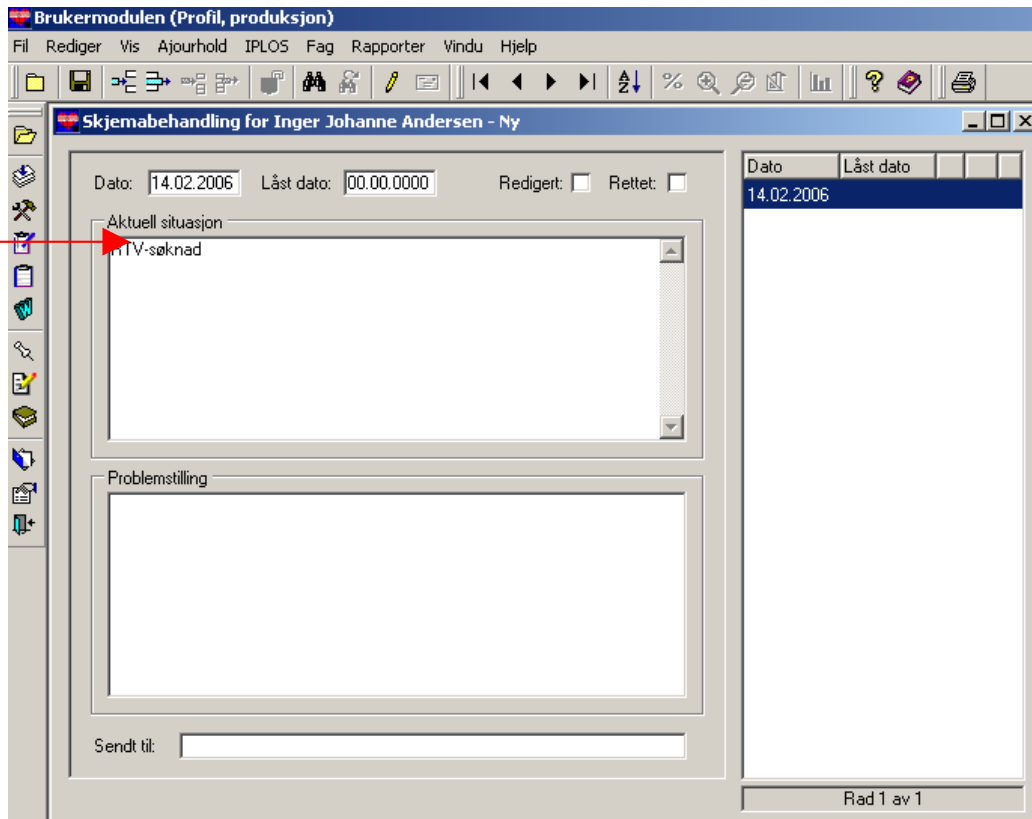 Brukermodulen (Profil, produksjon)
Fil Rediger Vis Ajourhold IPLOS Fag Rapporter Vindu Hjelp
Skjemabehandling for Inger Johanne Andersen - Ny
Dato: 14.02.2006 Låst dato: 00.00.0000 Redigert: Rettet:
Aktuell situasjon
RTV-søknad
Problemstilling
Sendt til:
Dato Låst dato
14.02.2006
Rad 1 av 1